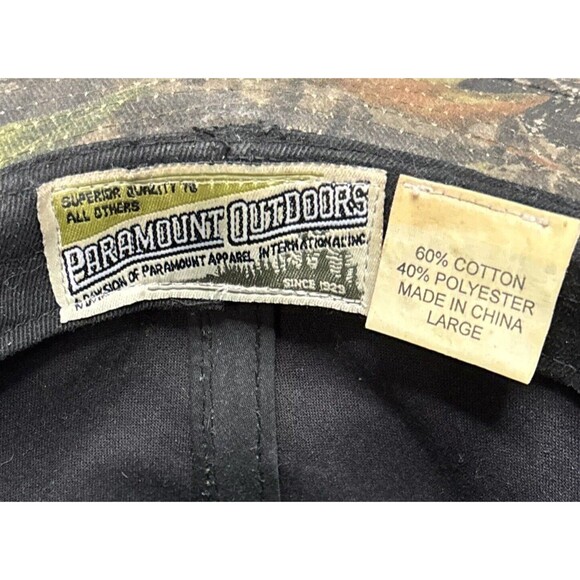 SUPERIOR QUALITY TO
ALL OTHERS
PARAMOUNT OUTDOORS
A DIVISION OF PARAMOUNT APPAREL INTERNATIONAL INC.
SINCE 1929
60% COTTON
40% POLYESTER
MADE IN CHINA
LARGE